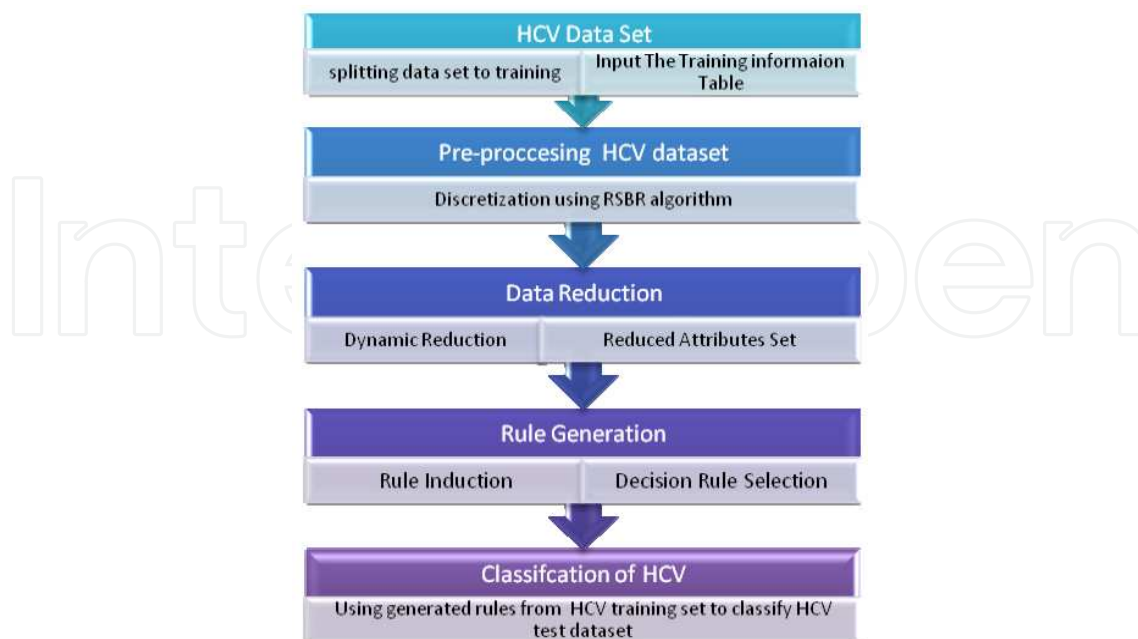 HCV Data Set
splitting data set to training
Input The Training informaion
Table
Pre-proccesing HCV dataset
Discretization using RSBR algorithm
Data Reduction
Dynamic Reduction
Reduced Attributes Set
Rule Generation
Rule Induction
Decision Rule Selection
Classifcation of HCV
Using generated rules from HCV training set to classify HCV
test dataset